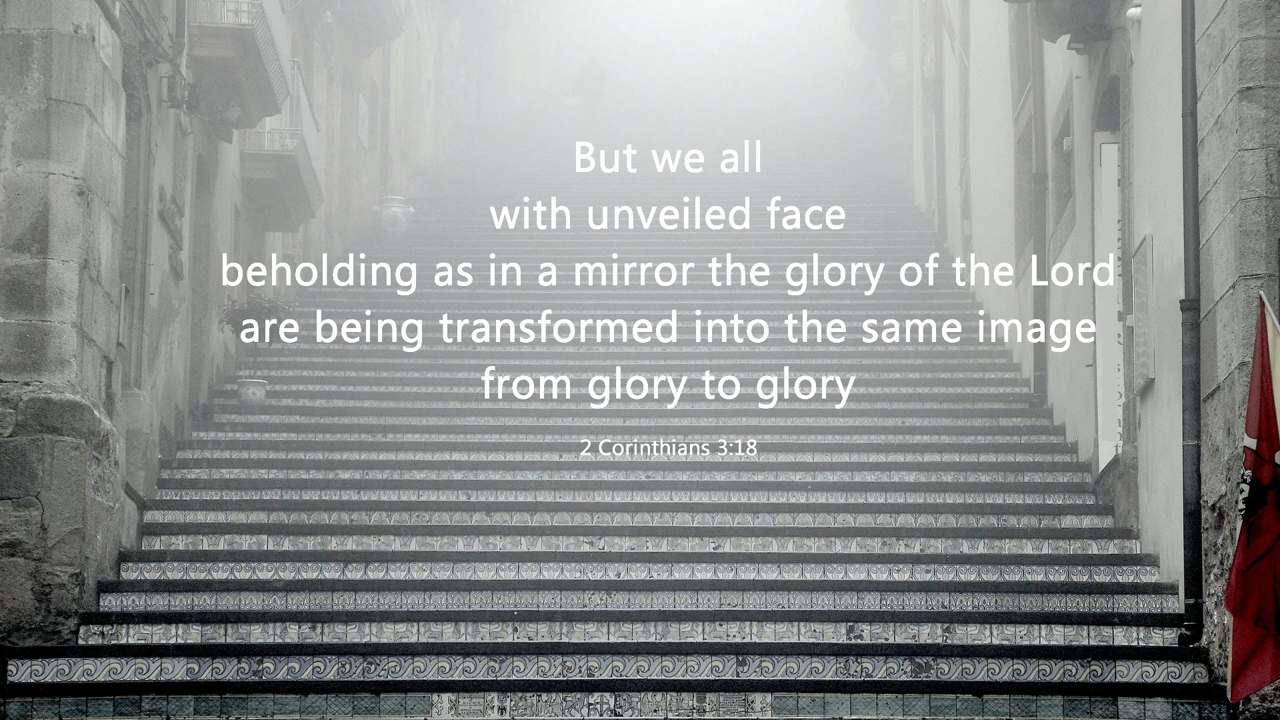 But we all
with unveiled face
beholding as in a mirror the glory of the Lord
are being transformed into the same image
from glory to glory
2 Corinthians 3:18